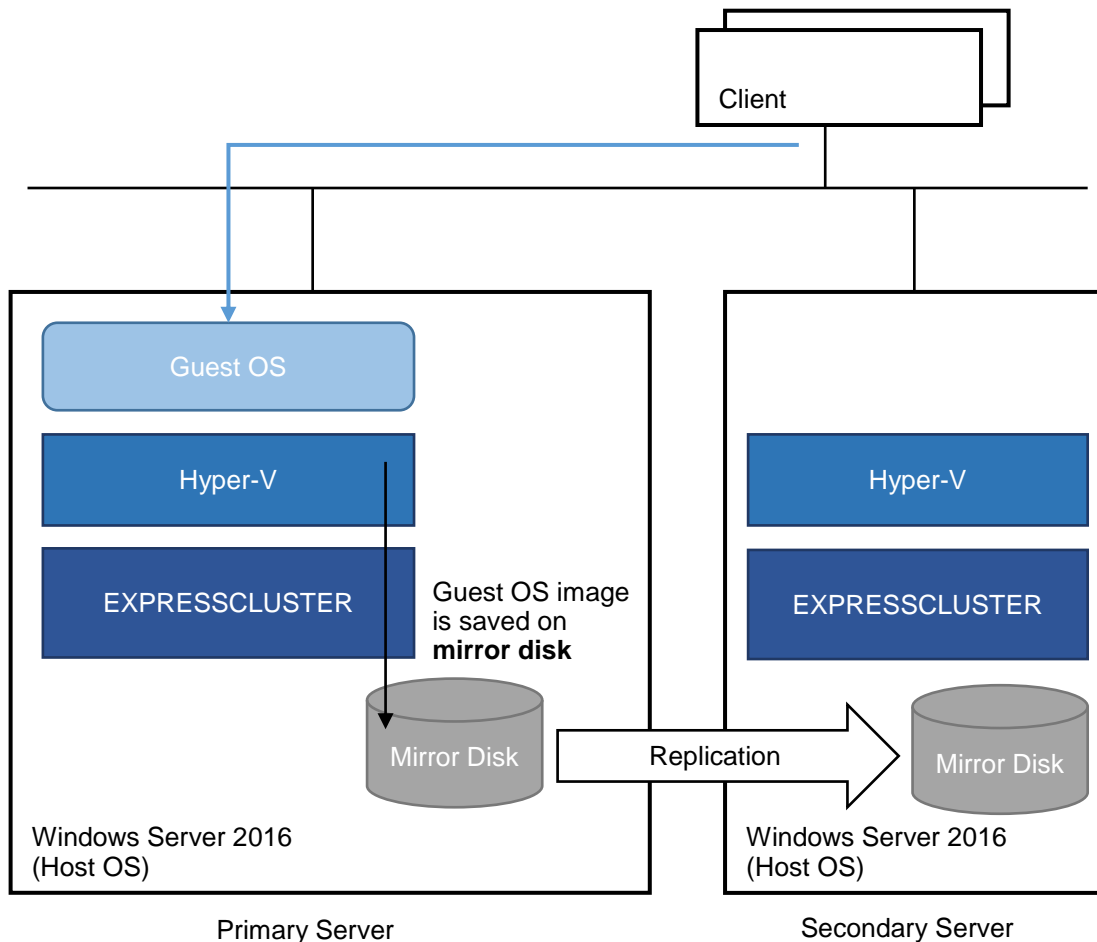 Client
Guest OS
Hyper-V
EXPRESSCLUSTER
Guest OS image
is saved on
mirror disk
Mirror Disk
Windows Server 2016
(Host OS)
Primary Server
Replication
Hyper-V
EXPRESSCLUSTER
Mirror Disk
Windows Server 2016
(Host OS)
Secondary Server